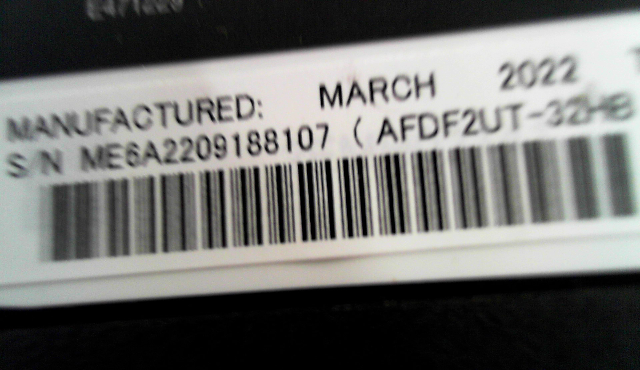 MANUFACTURED: MARCH 2022
S/N ME6A2209188107 ( AFDF2UT-32HB